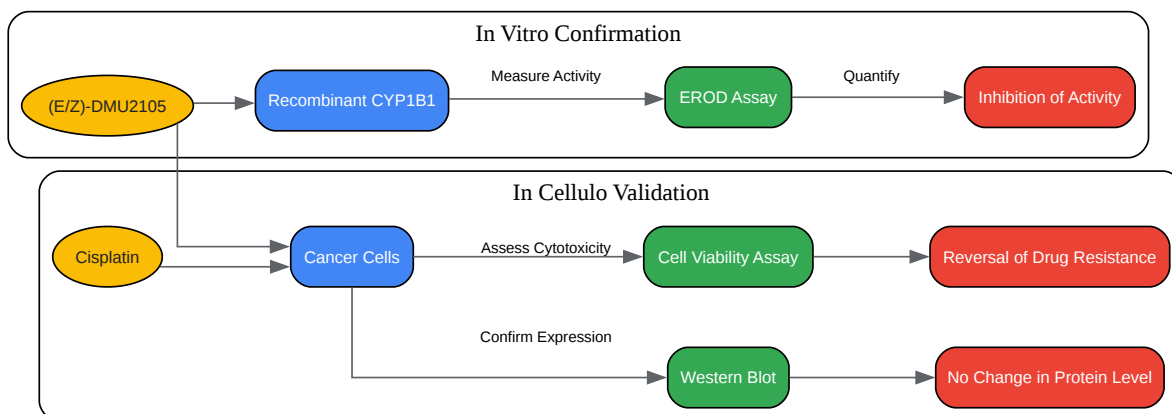 In Vitro Confirmation
(E/Z)-DMU2105
Recombinant CYP1B1
Measure Activity
EROD Assay
Quantify
Inhibition of Activity
In Cellulo Validation
Cisplatin
Cancer Cells
Assess Cytotoxicity
Cell Viability Assay
Reversal of Drug Resistance
Confirm Expression
Western Blot
No Change in Protein Level